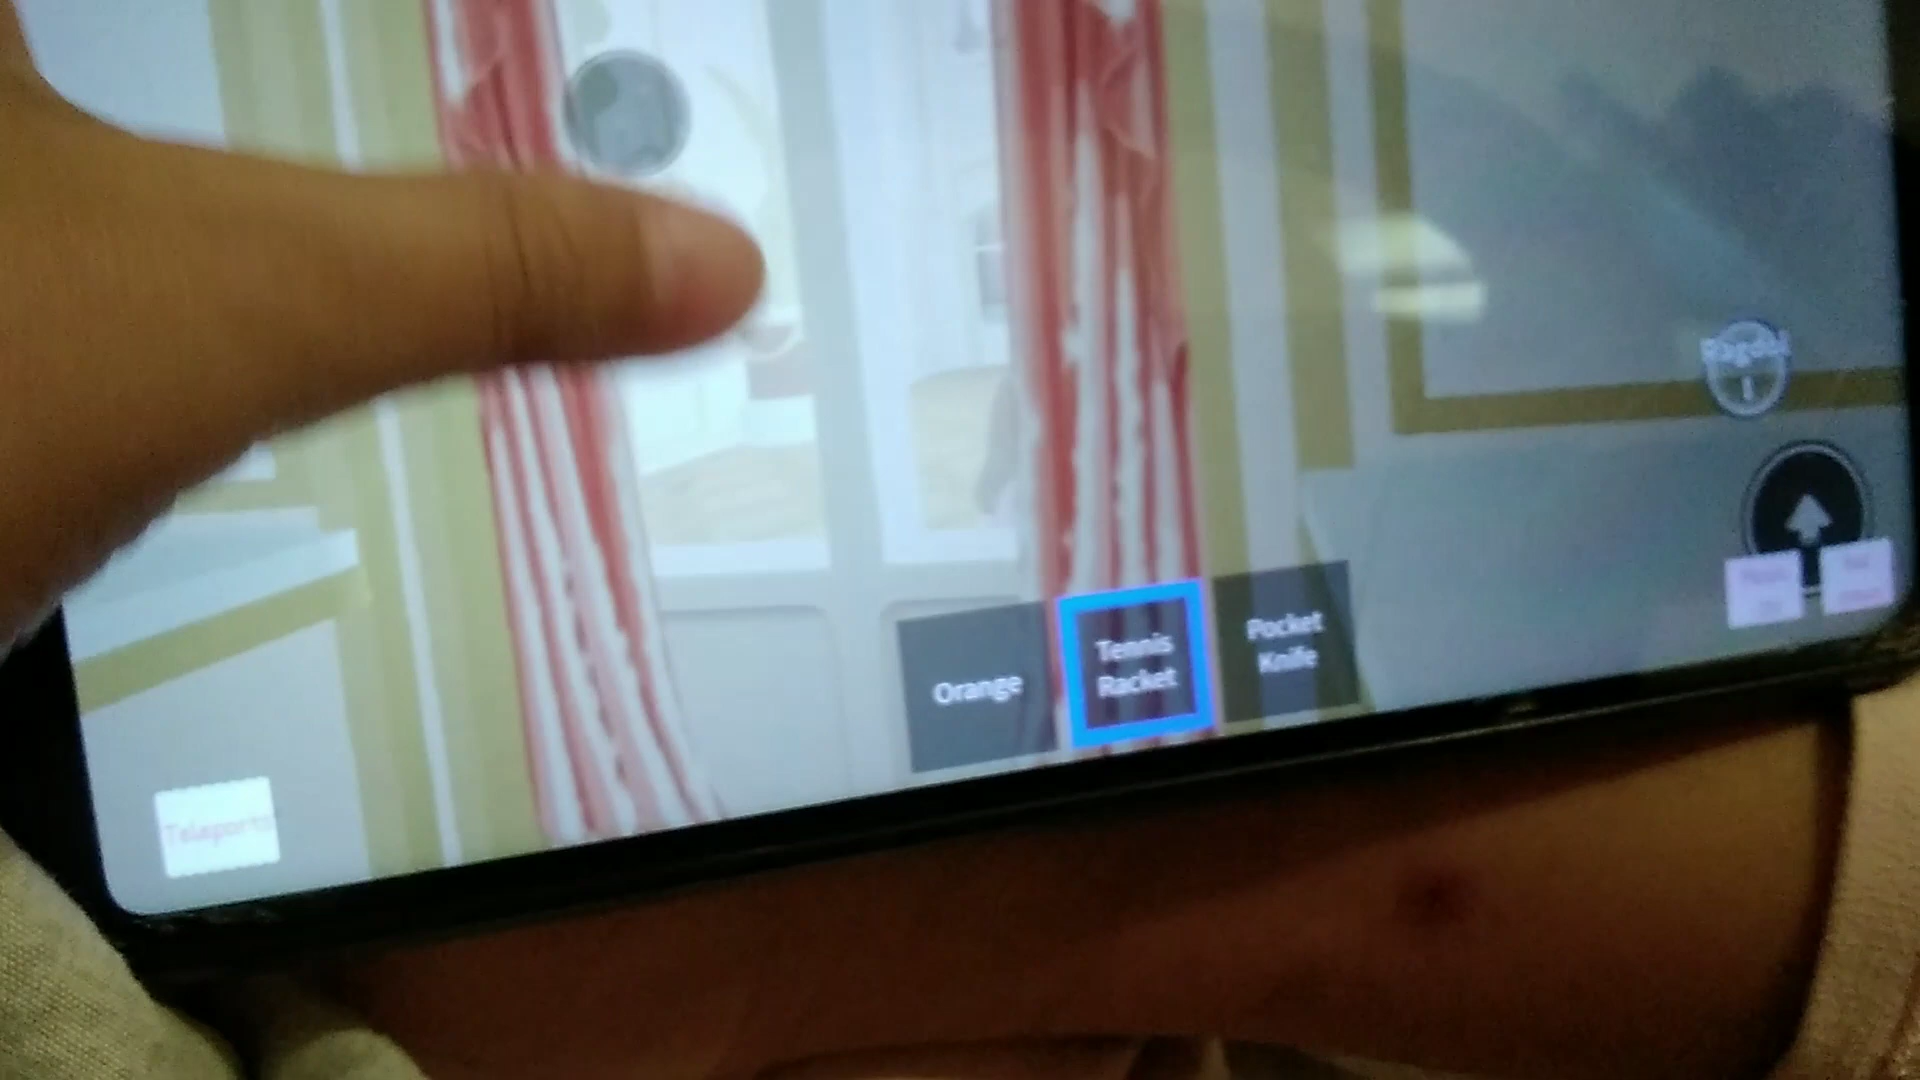 Ragdoll
Orange
Tennis
Racket
Pocket
Knife
Teleports